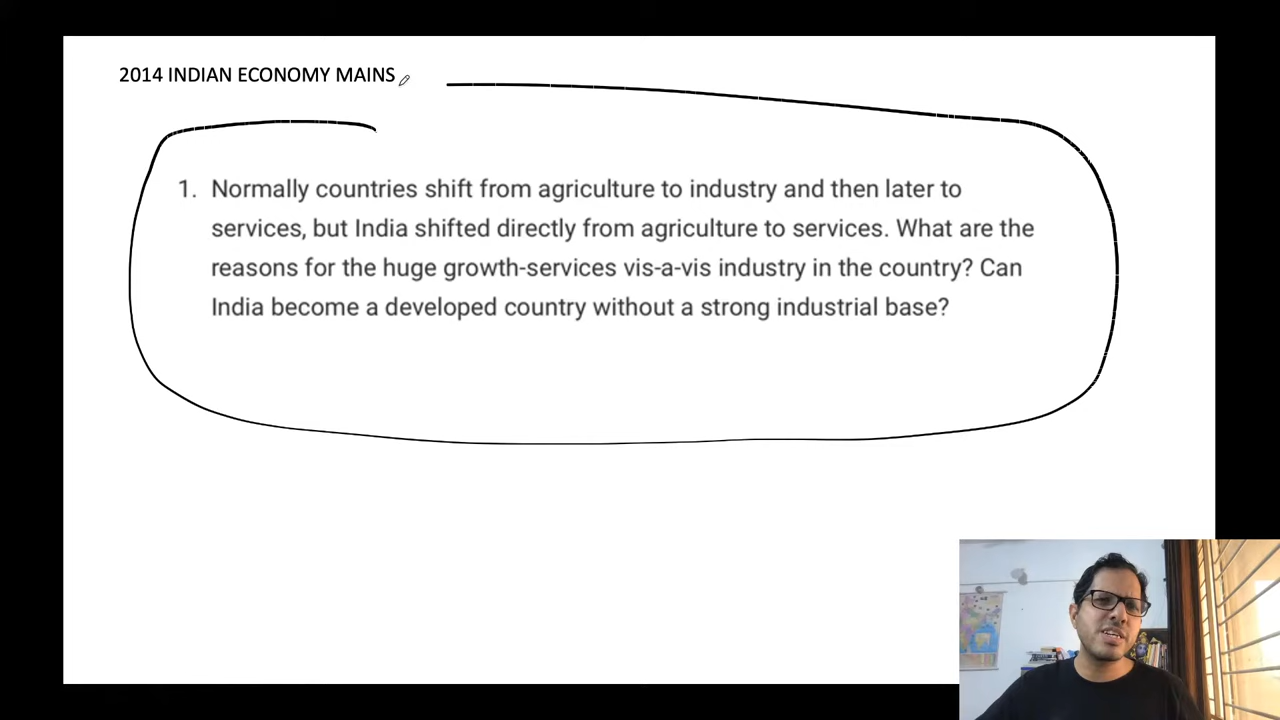 2014 INDIAN ECONOMY MAINS
1. Normally countries shift from agriculture to industry and then later to
services, but India shifted directly from agriculture to services. What are the
reasons for the huge growth-services vis-a-vis industry in the country? Can
India become a developed country without a strong industrial base?